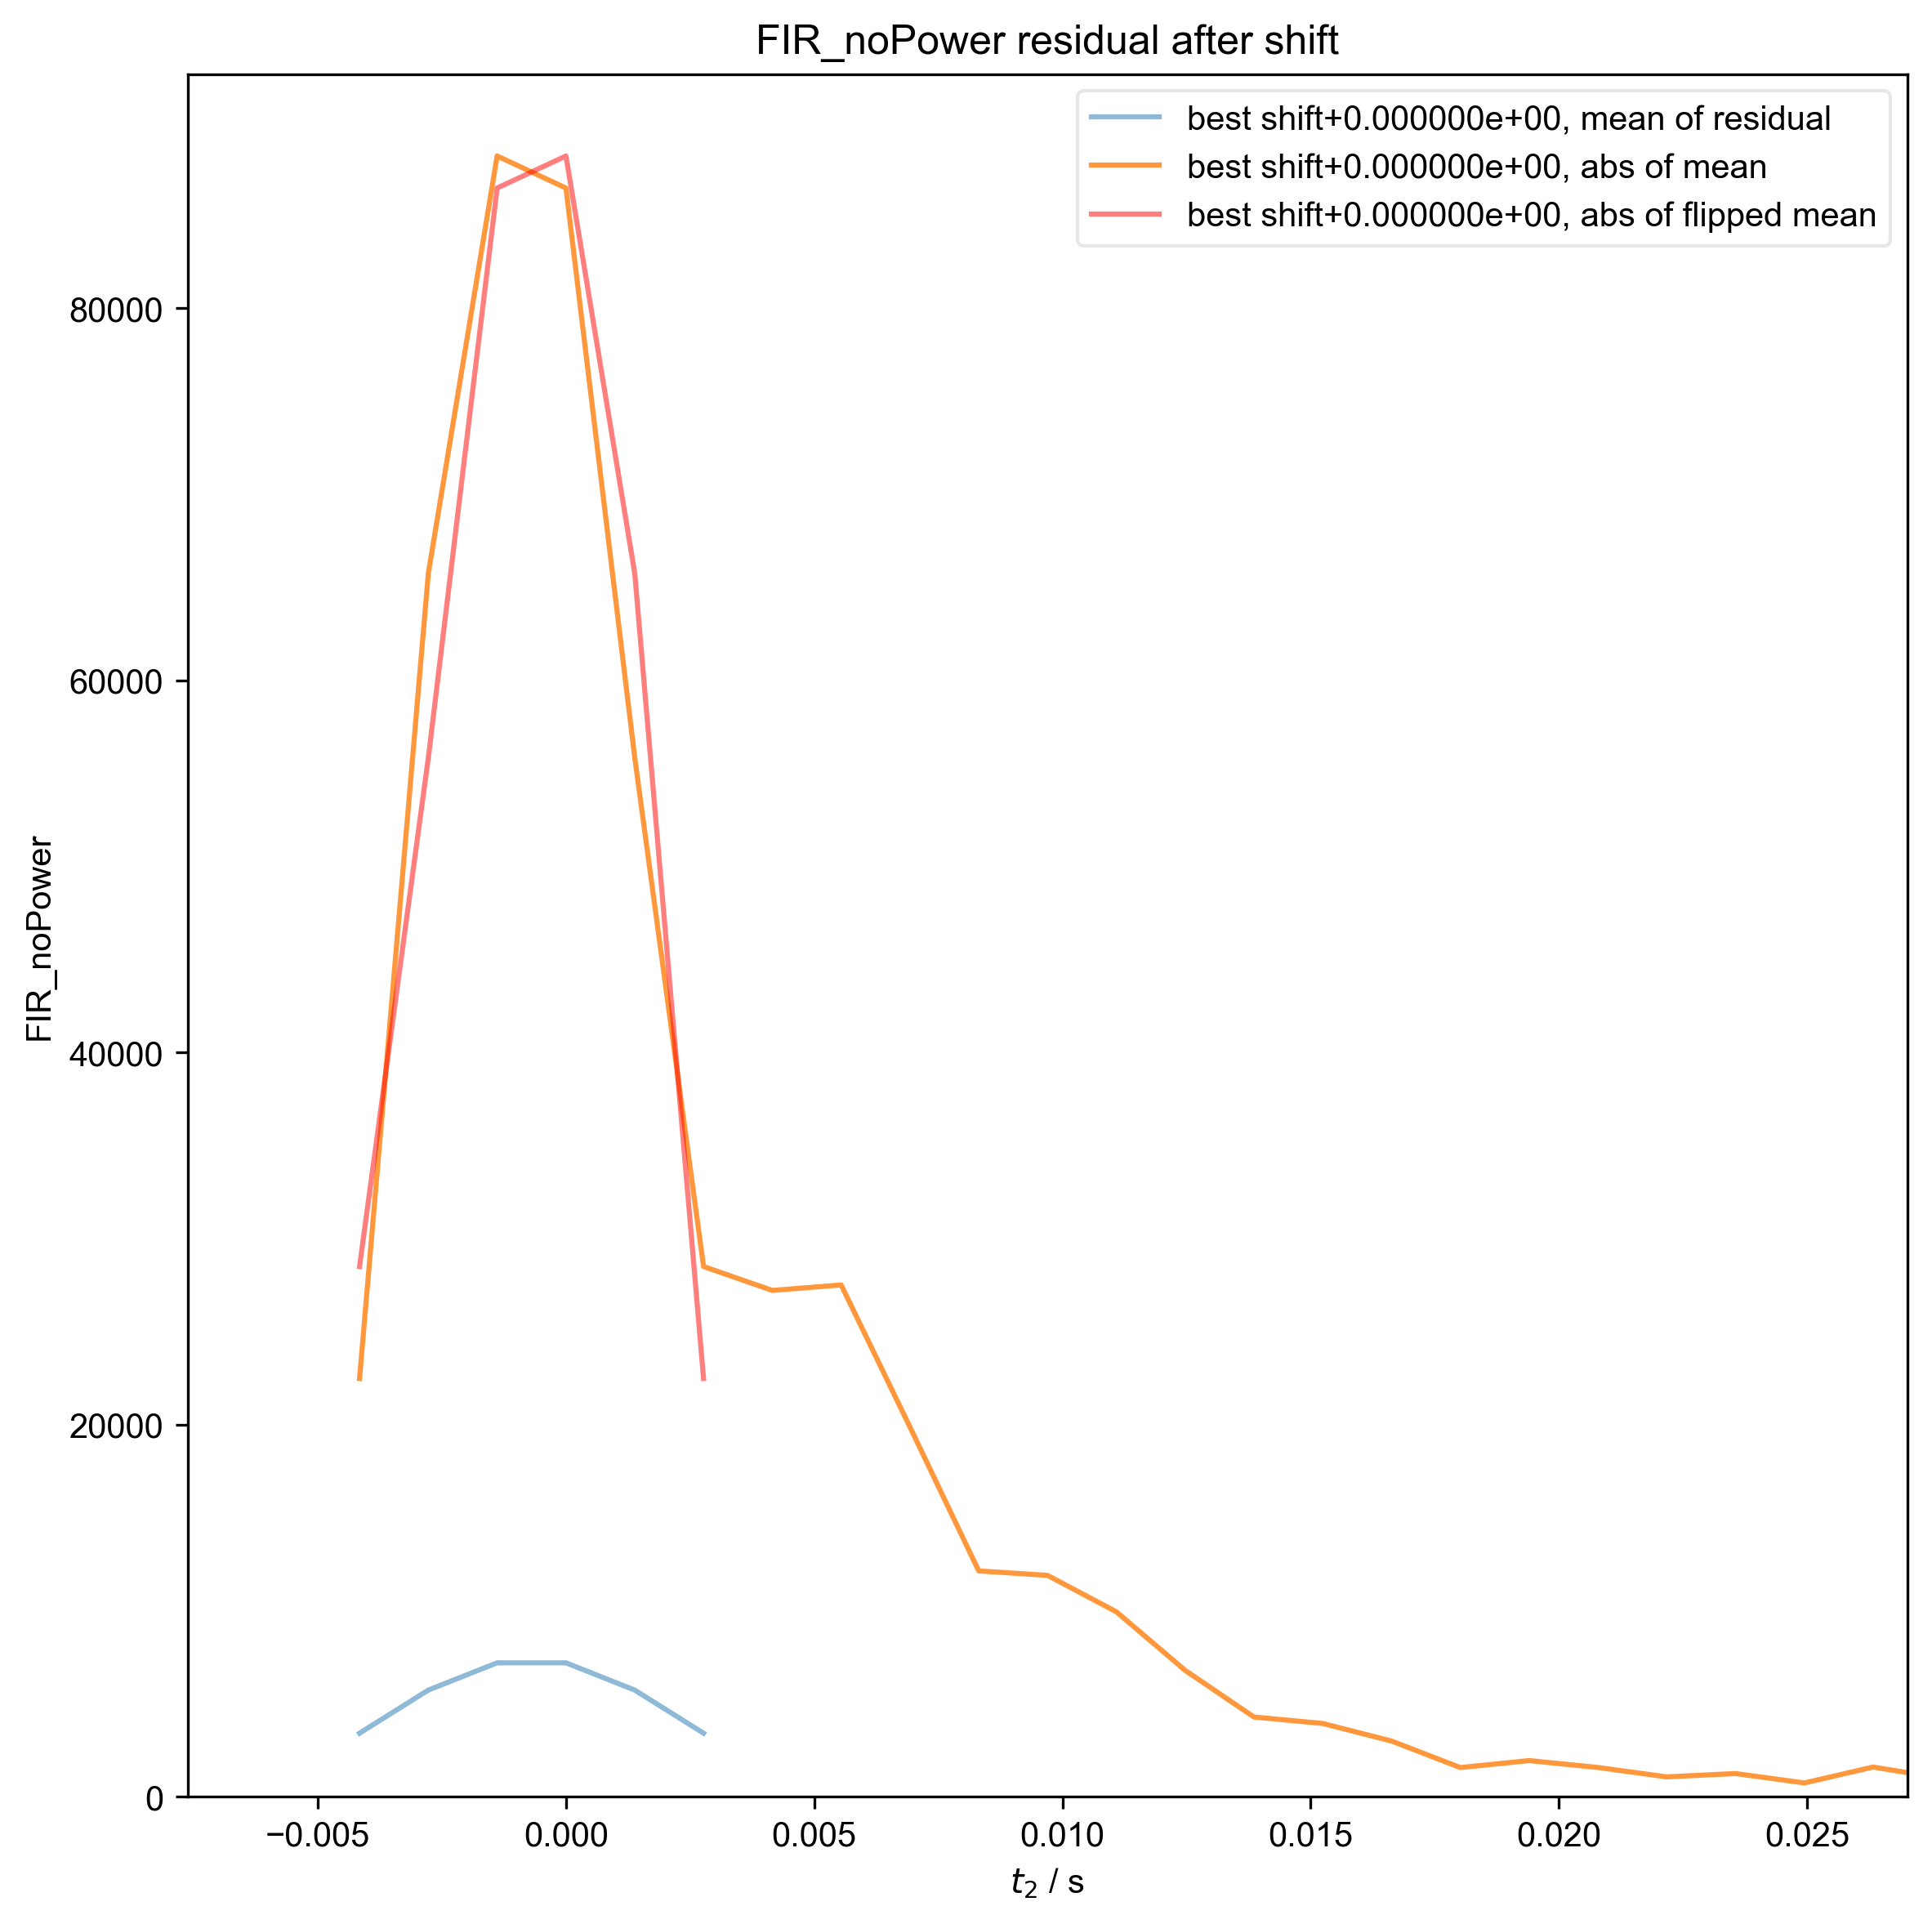 FIR_noPower residual after shift
best shift+0.000000e+00, mean of residual
best shift+0.000000e+00, abs of mean
best shift+0.000000e+00, abs of flipped mean
FIR_noPower
80000
60000
40000
20000
0
−0.005 0.000 0.005 0.010 0.015 0.020 0.025
t₂ / s